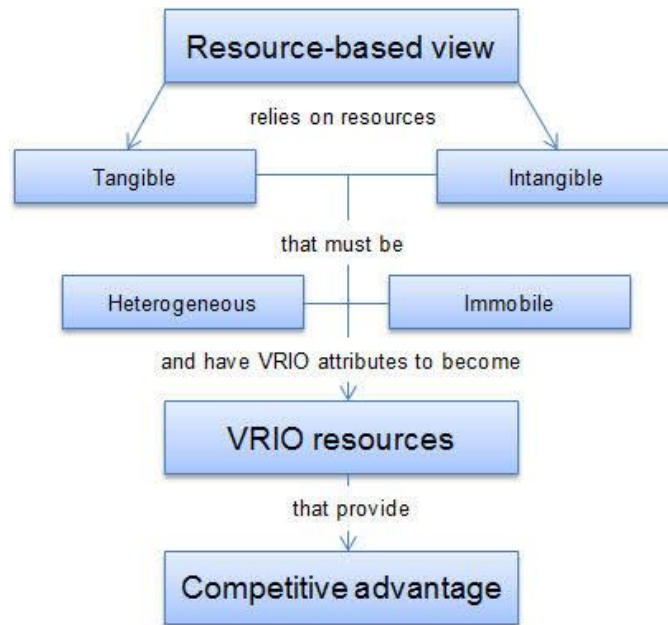 Resource-based view
relies on resources
Tangible
Intangible
that must be
Heterogeneous
Immobile
and have VRIO attributes to become
VRIO resources
that provide
Competitive advantage